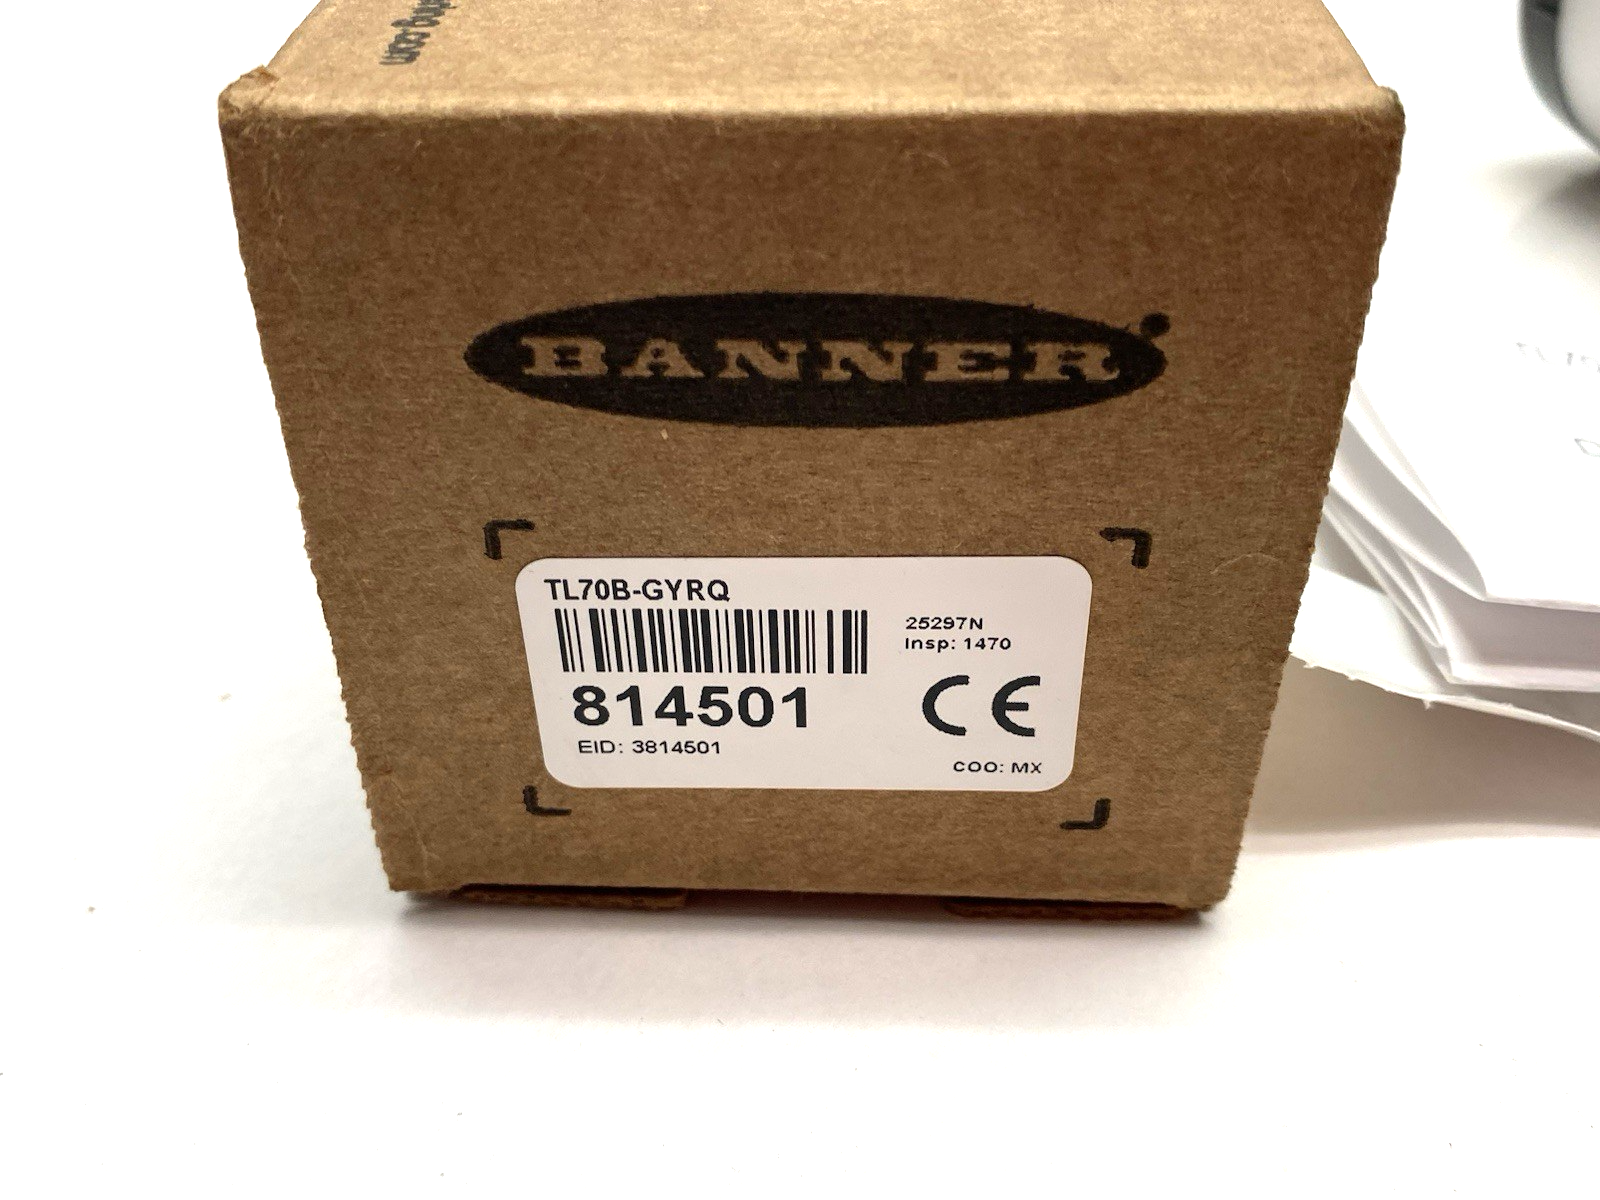 BANNER
TL70B-GYRQ
25297N
Insp: 1470
814501
CE
EID: 3814501
COO: MX